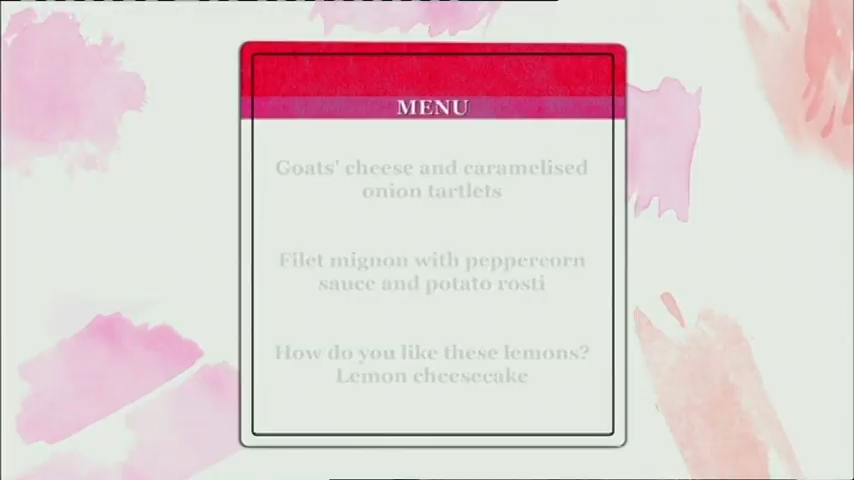 MENU
Goats' cheese and caramelised
onion tartlets
Filet mignon with peppercorn
sauce and potato rosti
How do you like these lemons?
Lemon cheesecake